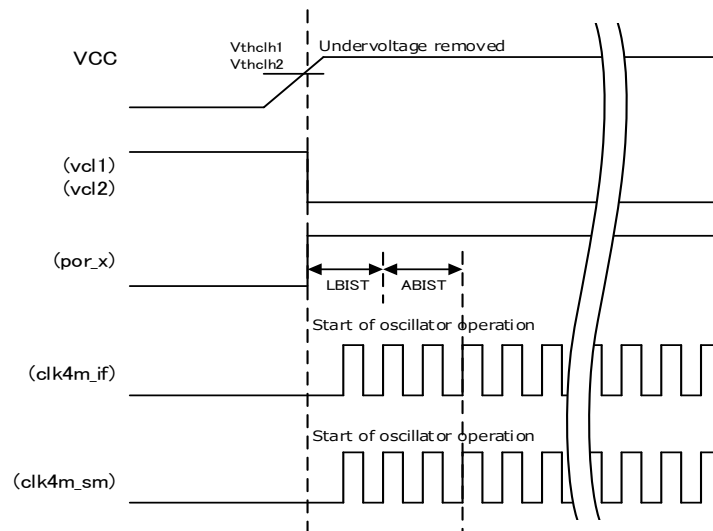 Vthclh1
Undervoltage removed
VCC
Vthclh2
(vcl1)
(vcl2)
(por_x)
LBIST
ABIST
Start of oscillator operation
(clk4m_if)
Start of oscillator operation
(clk4m_sm)